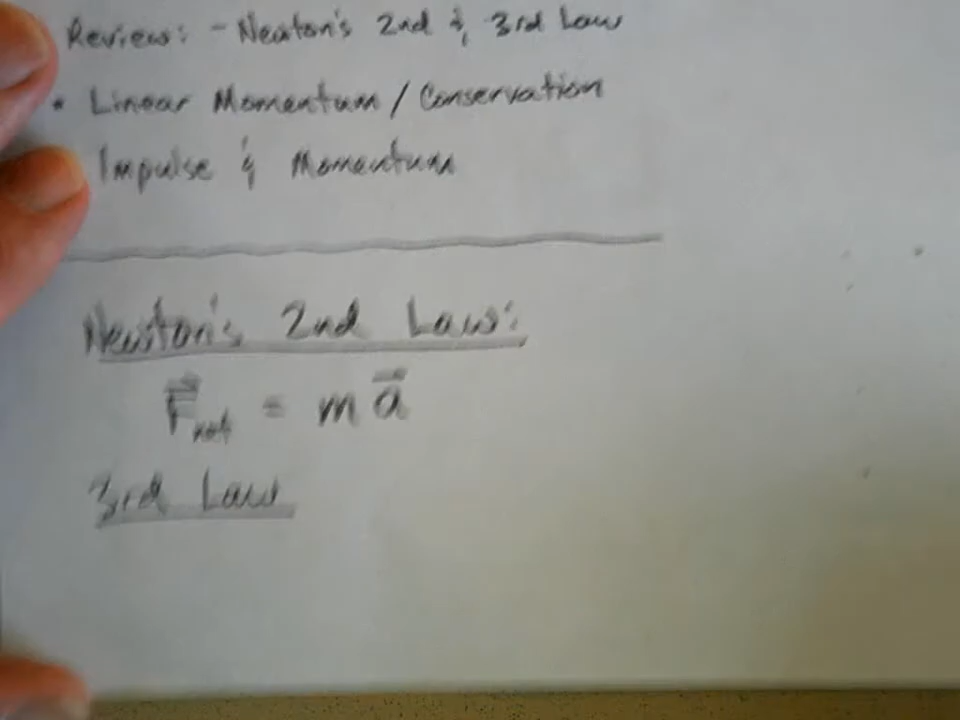 Review: - Newton's 2nd & 3rd Law
• Linear Momentum / Conservation
Impulse & Momentum
Newton's 2nd Law:
F⃗net = m a⃗
3rd Law